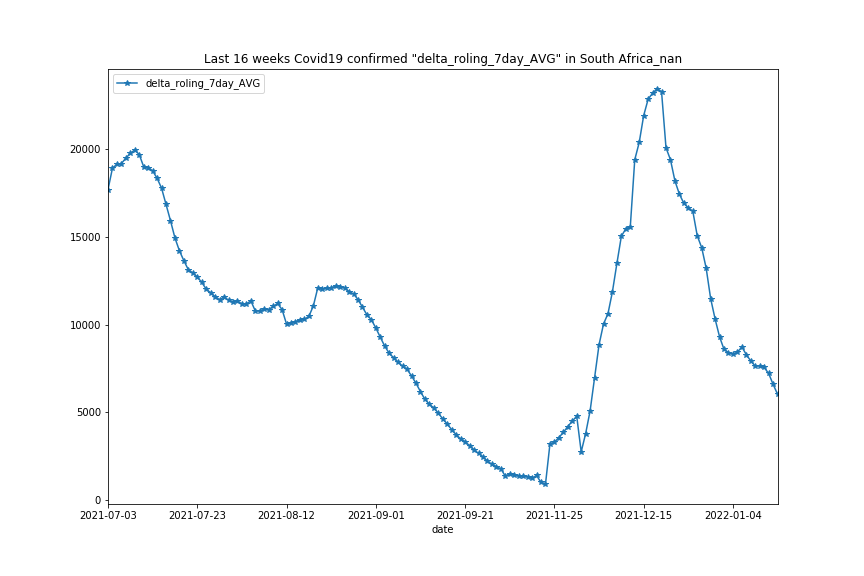 Last 16 weeks Covid19 confirmed "delta_roling_7day_AVG" in South Africa_nan
delta_roling_7day_AVG
20000
15000
10000
5000
0
2021-07-03 2021-07-23 2021-08-12 2021-09-01 2021-09-21 2021-11-25 2021-12-15 2022-01-04
date